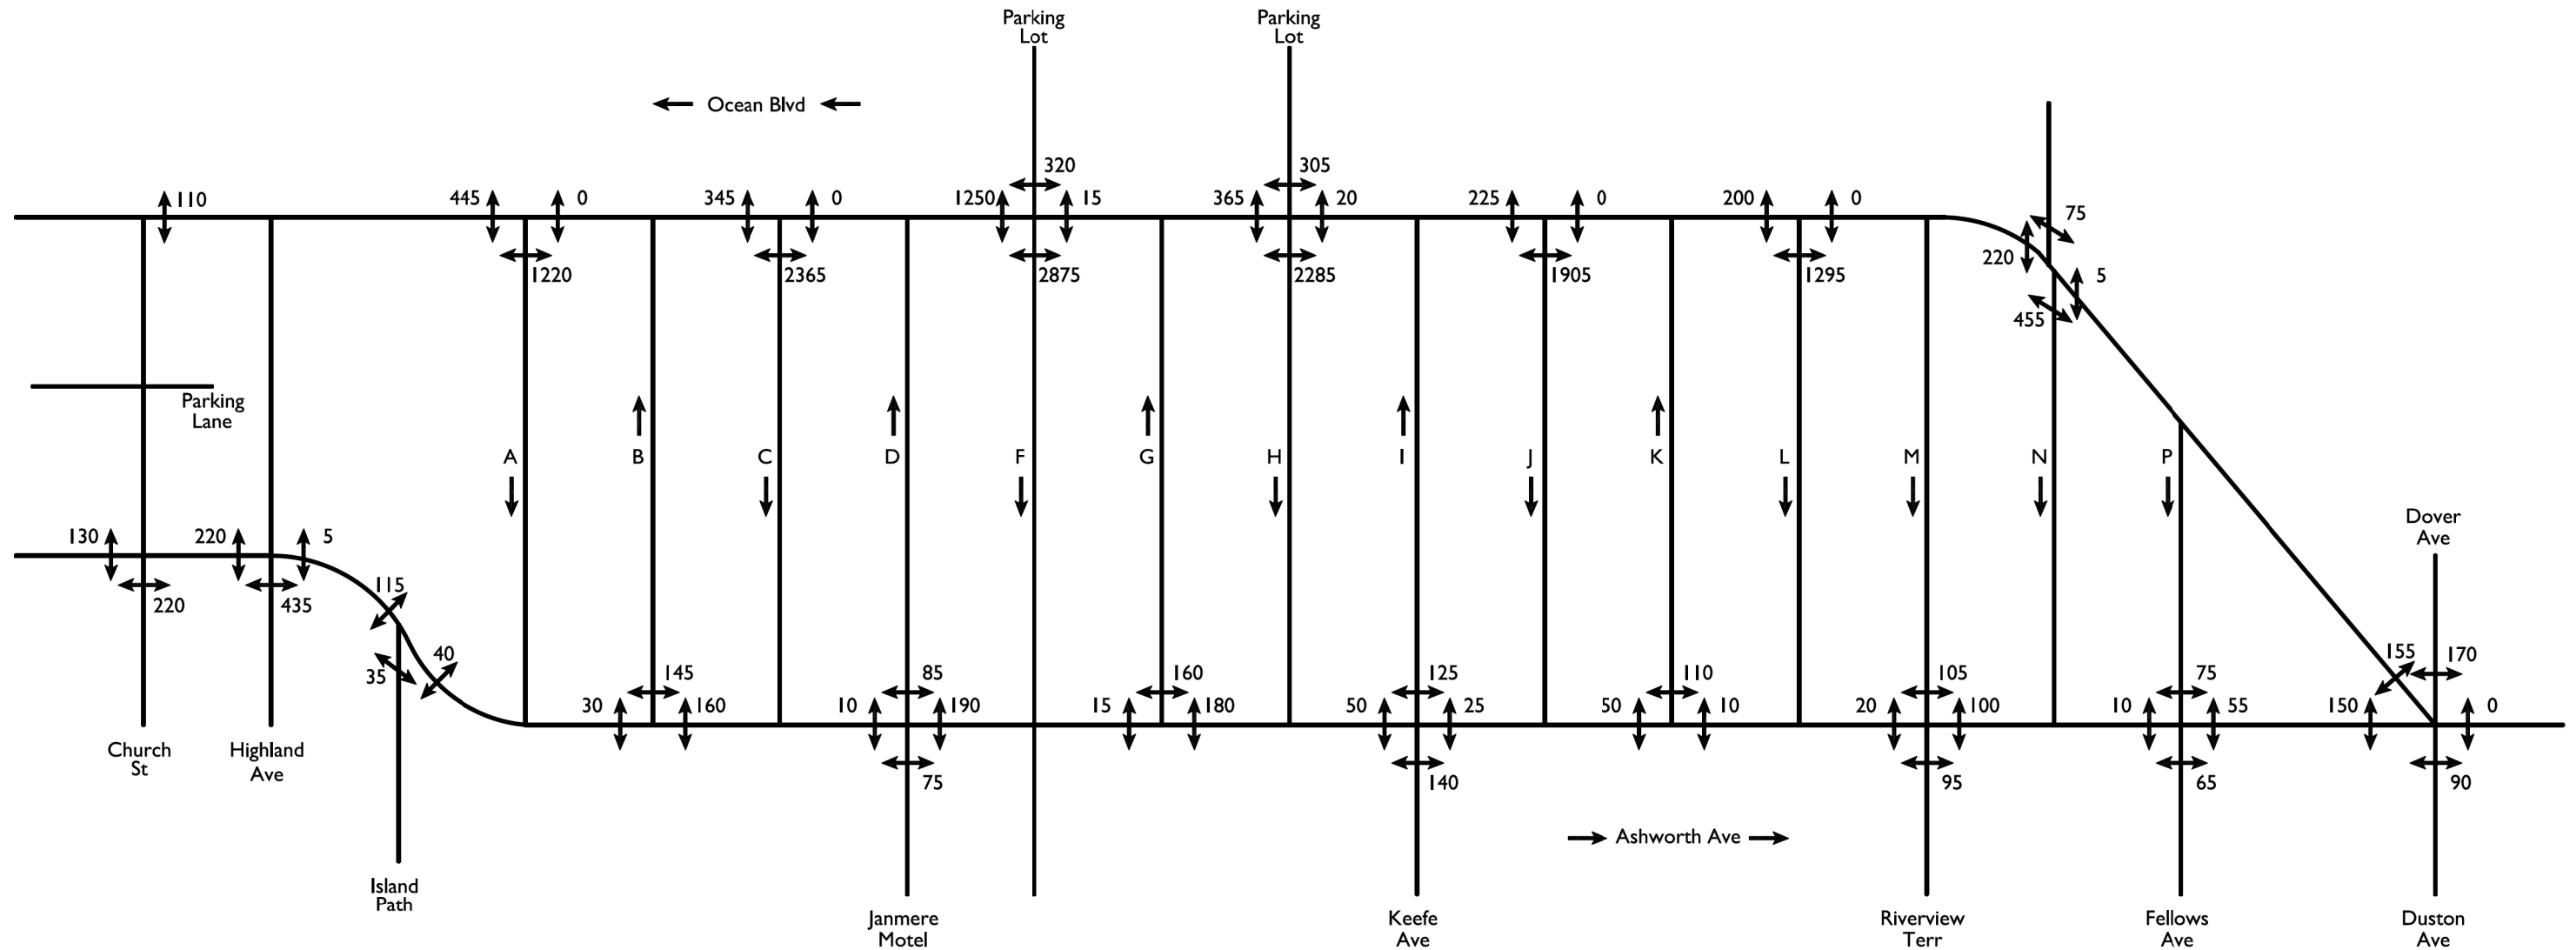 Parking Parking
Lot Lot
Ocean Blvd
320 305
110 445 0 345 0 1250 15 365 20 225 0 200 0 75
1220 2365 2875 2285 1905 1295 220 5
455
Parking
Lane
A B C D F G H I J K L M N P
Dover
Ave
130 220 5
115
220 435
40 155 170
35 145 85 160 125 110 105 75
30 160 10 190 15 180 50 25 50 10 20 100 10 55 150 0
Church Highland 75 140 95 65 90
St Ave
Ashworth Ave
Island
Path
Janmere Keefe Riverview Fellows Duston
Motel Ave Terr Ave Ave